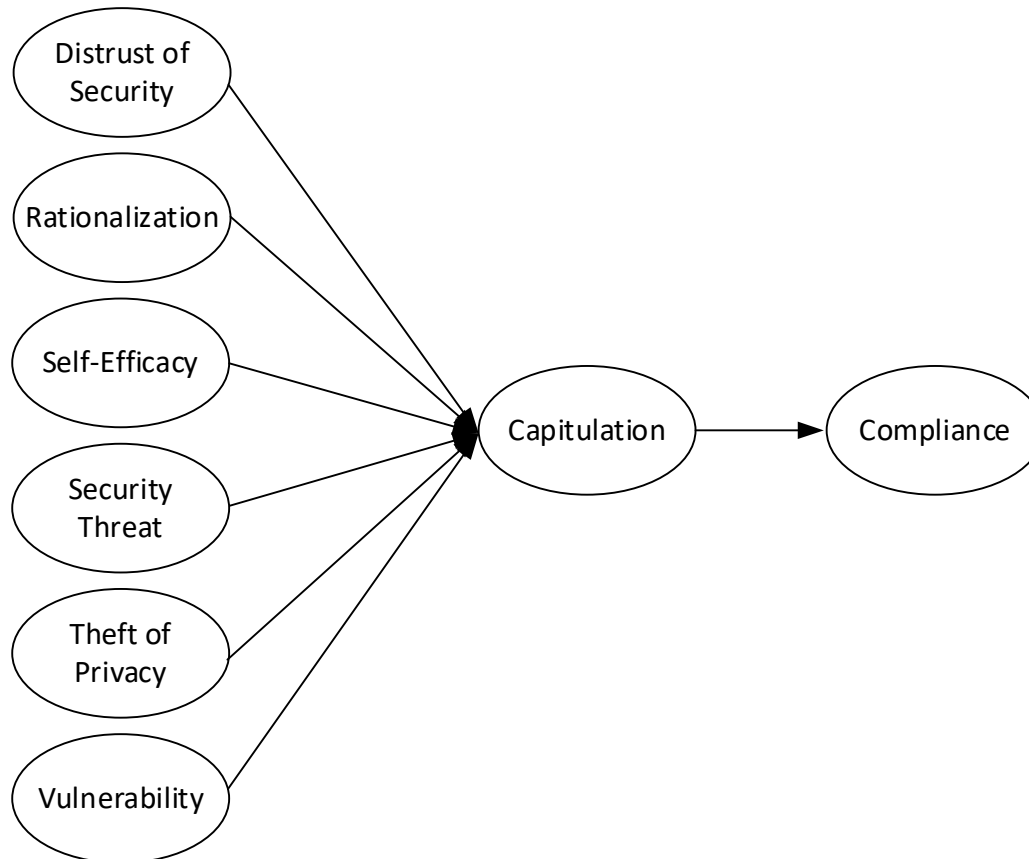 Distrust of
Security
Rationalization
Self-Efficacy
Security
Threat
Theft of
Privacy
Vulnerability
Capitulation
Compliance